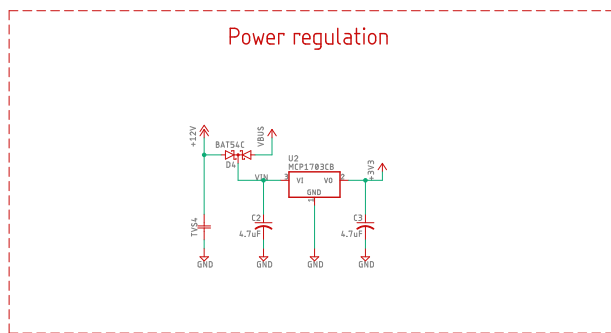 Power regulation
+12V
BAT54C
D4
VBUS
U2
MCP1703CB
+3V3
VIN
3
VI
VO
2
GND
1
TVS4
C2
4.7uF
C3
4.7uF
GND
GND
GND
GND